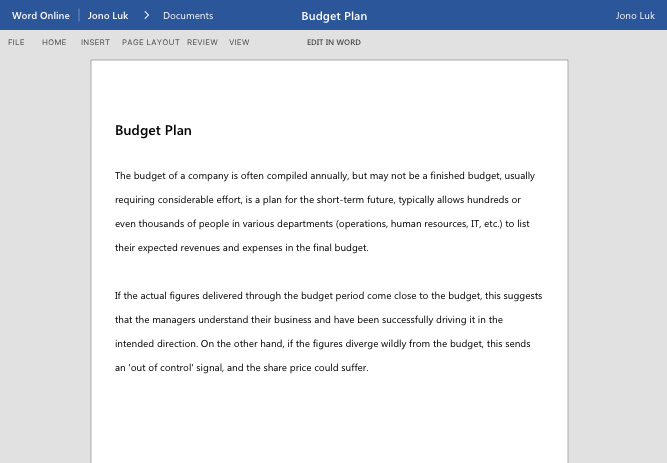 Word Online | Jono Luk > Documents Budget Plan Jono Luk
FILE HOME INSERT PAGE LAYOUT REVIEW VIEW EDIT IN WORD
Budget Plan
The budget of a company is often compiled annually, but may not be a finished budget, usually
requiring considerable effort, is a plan for the short-term future, typically allows hundreds or
even thousands of people in various departments (operations, human resources, IT, etc.) to list
their expected revenues and expenses in the final budget.
If the actual figures delivered through the budget period come close to the budget, this suggests
that the managers understand their business and have been successfully driving it in the
intended direction. On the other hand, if the figures diverge wildly from the budget, this sends
an 'out of control' signal, and the share price could suffer.